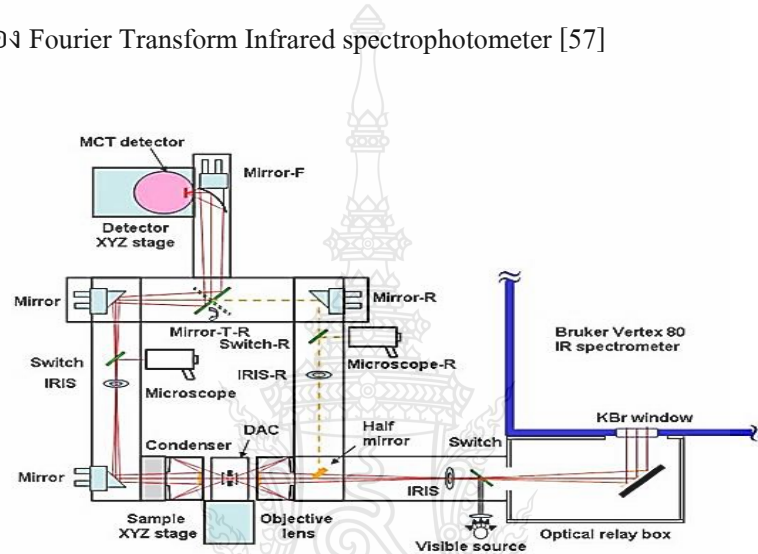 Fourier Transform Infrared spectrophotometer [57]
MCT detector
Mirror-F
Detector
XYZ stage
Mirror
Mirror-R
Mirror-T-R
Switch-R
Bruker Vertex 80
IR spectrometer
Switch
IRIS
Microscope
IRIS-R
Microscope-R
KBr window
Condenser
DAC
Half
mirror
Switch
Mirror
IRIS
Sample
XYZ stage
Objective
lens
Visible source
Optical relay box